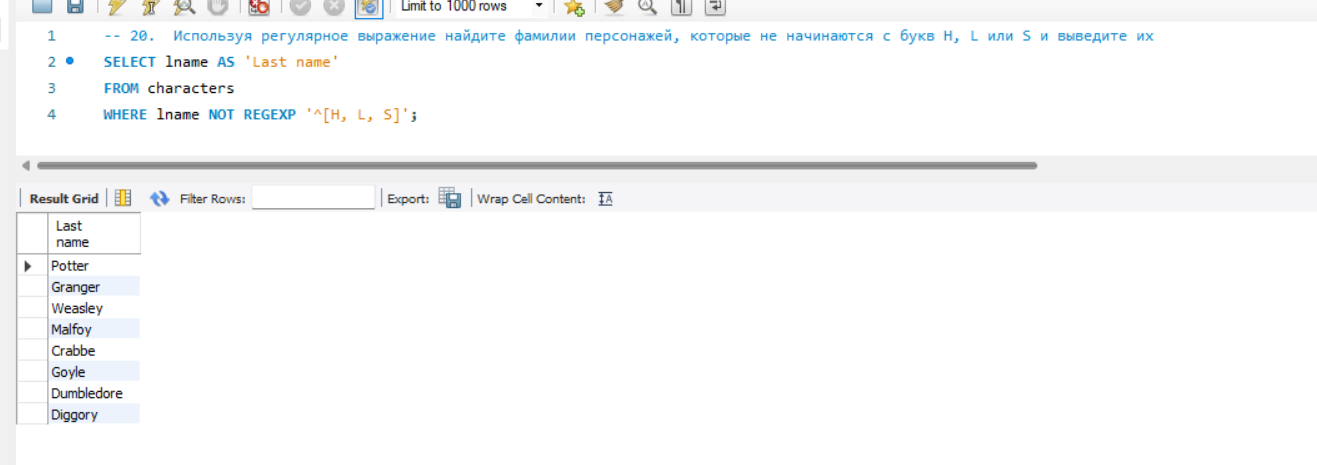 Limit to 1000 rows
1 -- 20. Используя регулярное выражение найдите фамилии персонажей, которые не начинаются с букв H, L или S и выведите их
2 SELECT lname AS 'Last name'
3 FROM characters
4 WHERE lname NOT REGEXP '^[H, L, S]';
Result Grid Filter Rows: Export: Wrap Cell Content:
Last
name
Potter
Granger
Weasley
Malfoy
Crabbe
Goyle
Dumbledore
Diggory